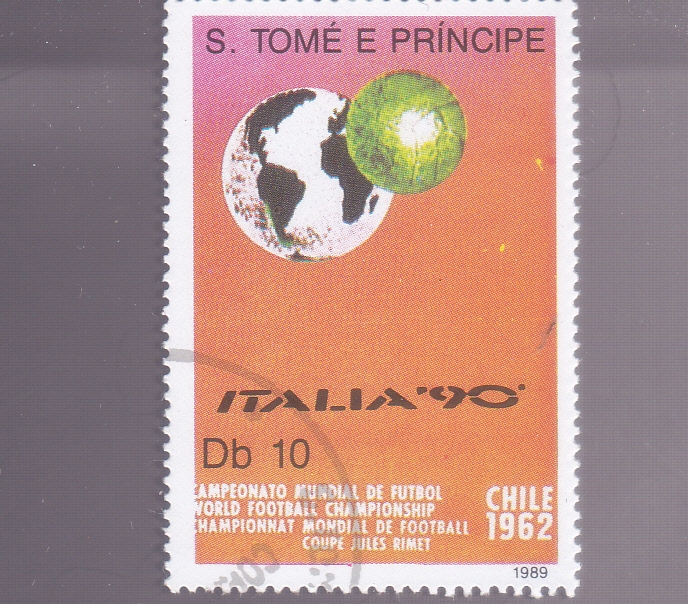 S. TOMÉ E PRÍNCIPE
ITALIA'90
Db 10
CAMPEONATO MUNDIAL DE FUTBOL
WORLD FOOTBALL CHAMPIONSHIP
CHAMPIONNAT MONDIAL DE FOOTBALL
COUPE JULES RIMET
CHILE
1962
1989